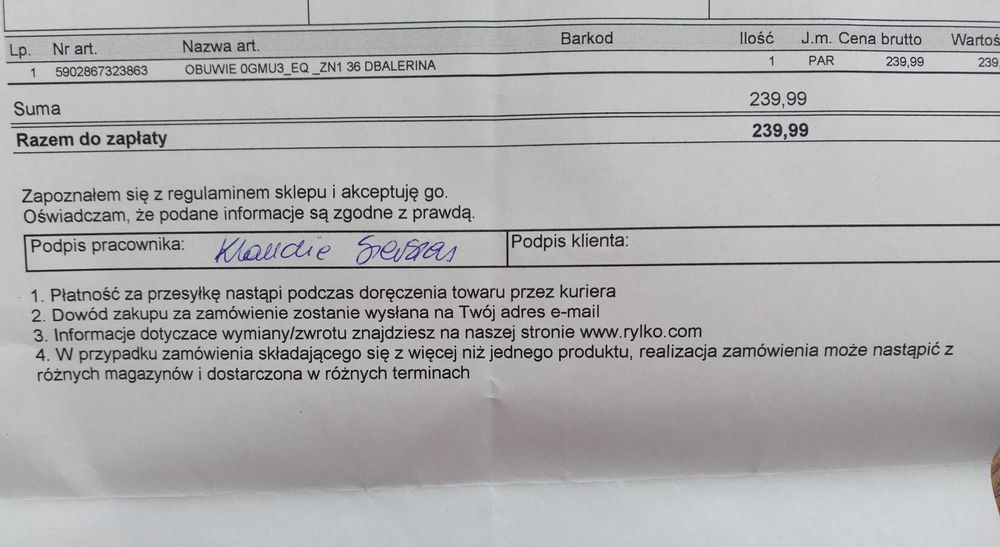 Lp. Nr art. Nazwa art. Barkod Ilość J.m. Cena brutto Wartoś
1 5902867323863 OBUWIE 0GMU3_EQ _ZN1 36 DBALERINA 1 PAR 239,99 239,
Suma 239,99
Razem do zapłaty 239,99
Zapoznałem się z regulaminem sklepu i akceptuję go.
Oświadczam, że podane informacje są zgodne z prawdą.
Podpis pracownika: Klaudie Podpis klienta:
1. Płatność za przesyłkę nastąpi podczas doręczenia towaru przez kuriera
2. Dowód zakupu za zamówienie zostanie wysłana na Twój adres e-mail
3. Informacje dotyczace wymiany/zwrotu znajdziesz na naszej stronie www.rylko.com
4. W przypadku zamówienia składającego się z więcej niż jednego produktu, realizacja zamówienia może nastąpić z
różnych magazynów i dostarczona w różnych terminach